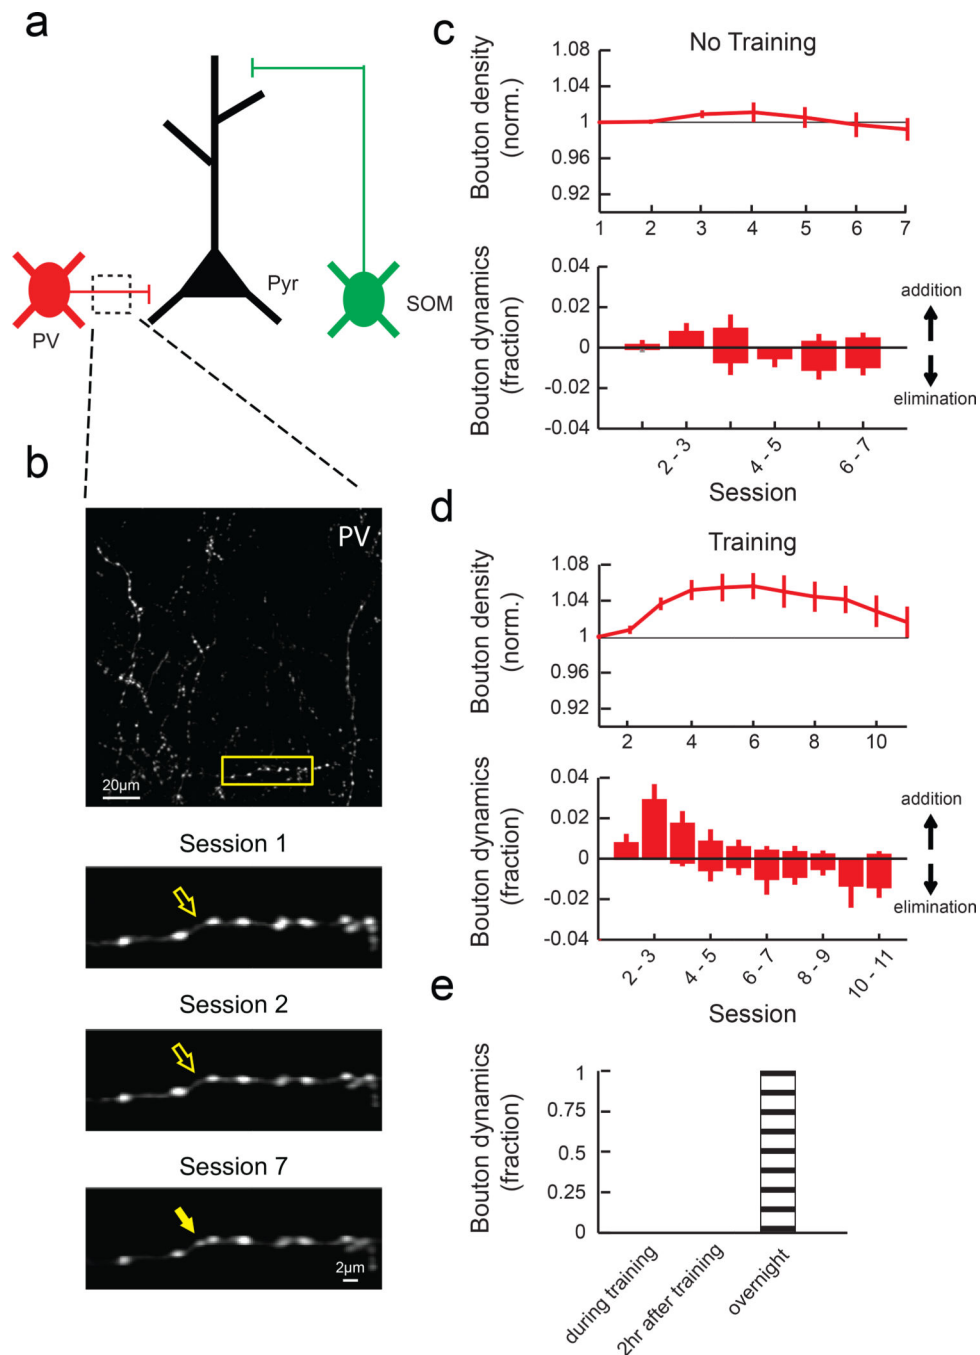 a
Pyr
PV
SOM
b
PV
20µm
Session 1
Session 2
Session 7
2µm
c
No Training
Bouton density
(norm.)
1.08
1.04
1
0.96
0.92
1 2 3 4 5 6 7
Bouton dynamics
(fraction)
0.04
0.02
0
-0.02
-0.04
addition
elimination
2 - 3 4 - 5 6 - 7
Session
d
Training
Bouton density
(norm.)
1.08
1.04
1
0.96
0.92
2 4 6 8 10
Bouton dynamics
(fraction)
0.04
0.02
0
-0.02
-0.04
addition
elimination
2 - 3 4 - 5 6 - 7 8 - 9 10 - 11
Session
e
Bouton dynamics
(fraction)
1
0.75
0.5
0.25
0
during training
2hr after training
overnight